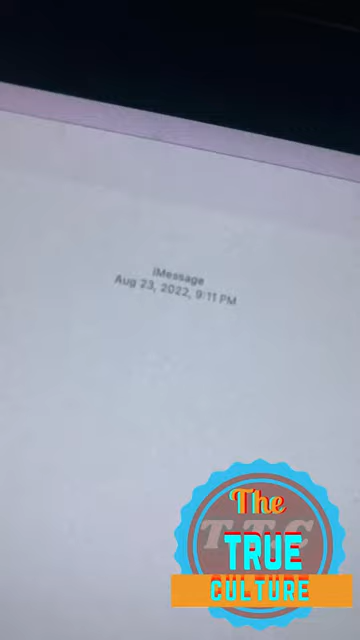 iMessage
Aug 23, 2022, 9:11 PM
The
T.T.C
TRUE
CULTURE